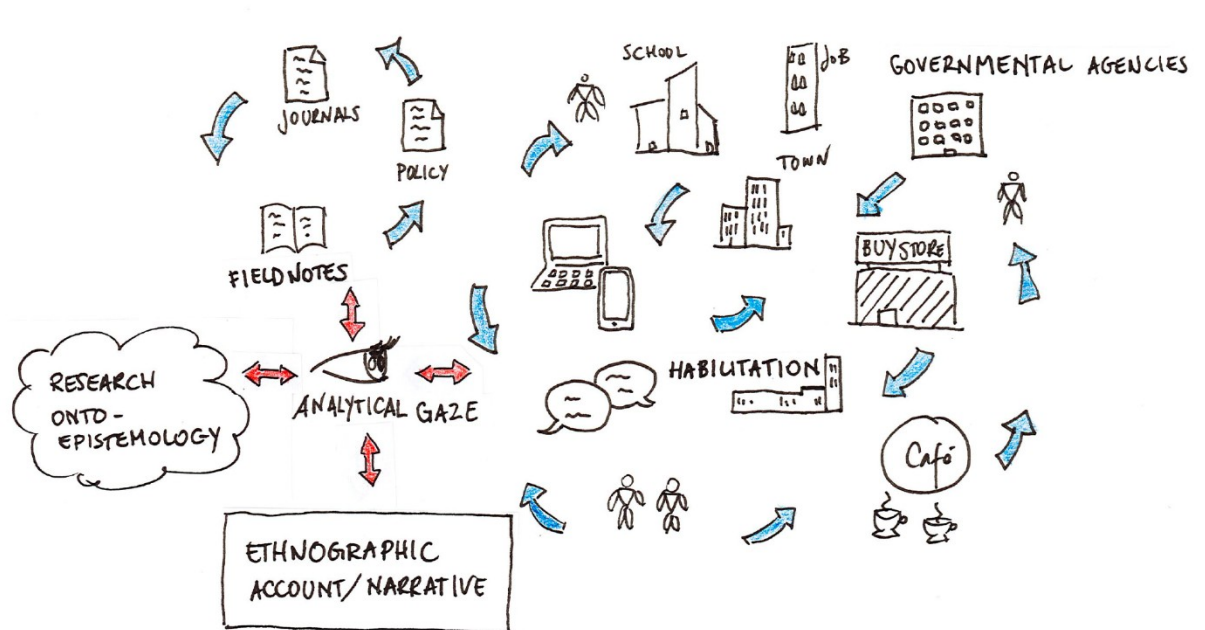 JOURNALS
POLICY
FIELDNOTES
RESEARCH
ONTO-
EPISTEMOLOGY
ANALYTICAL GAZE
ETHNOGRAPHIC
ACCOUNT/NARRATIVE
SCHOOL
JOB
GOVERNMENTAL AGENCIES
TOWN
BUYSTORE
HABILITATION
Café